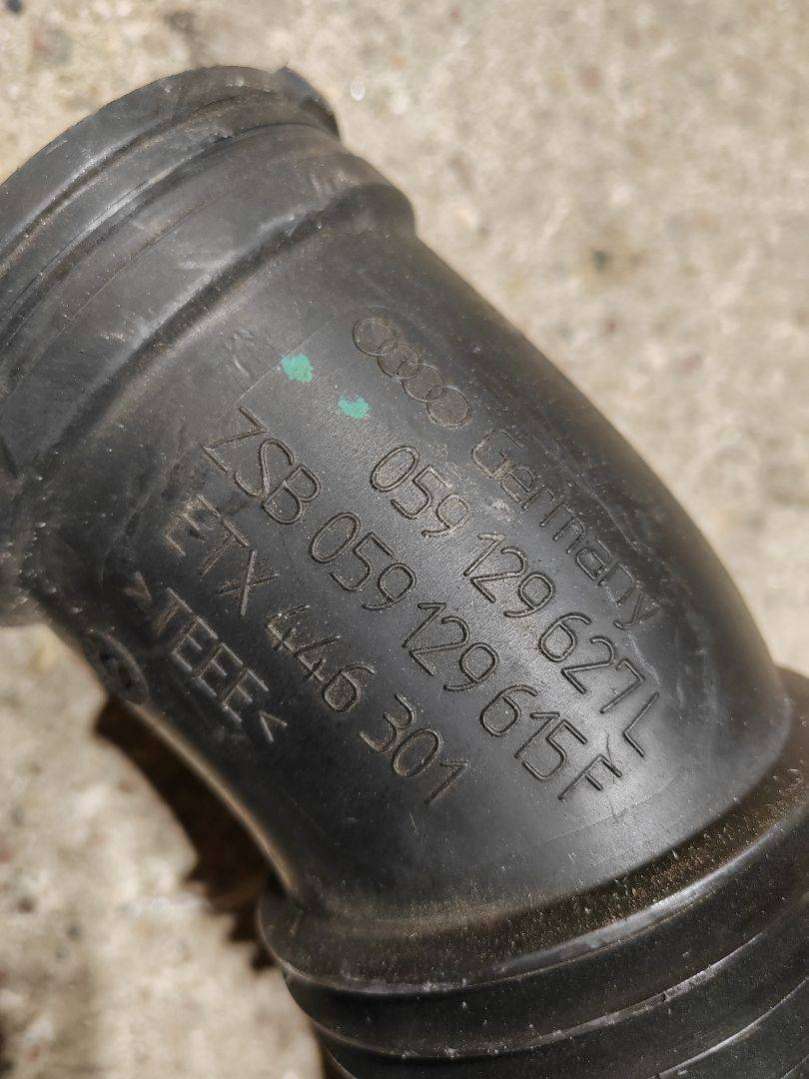 Germany
059 129 627 L
ZSB 059 129 615 F
ETX 446 301
>TEEE<